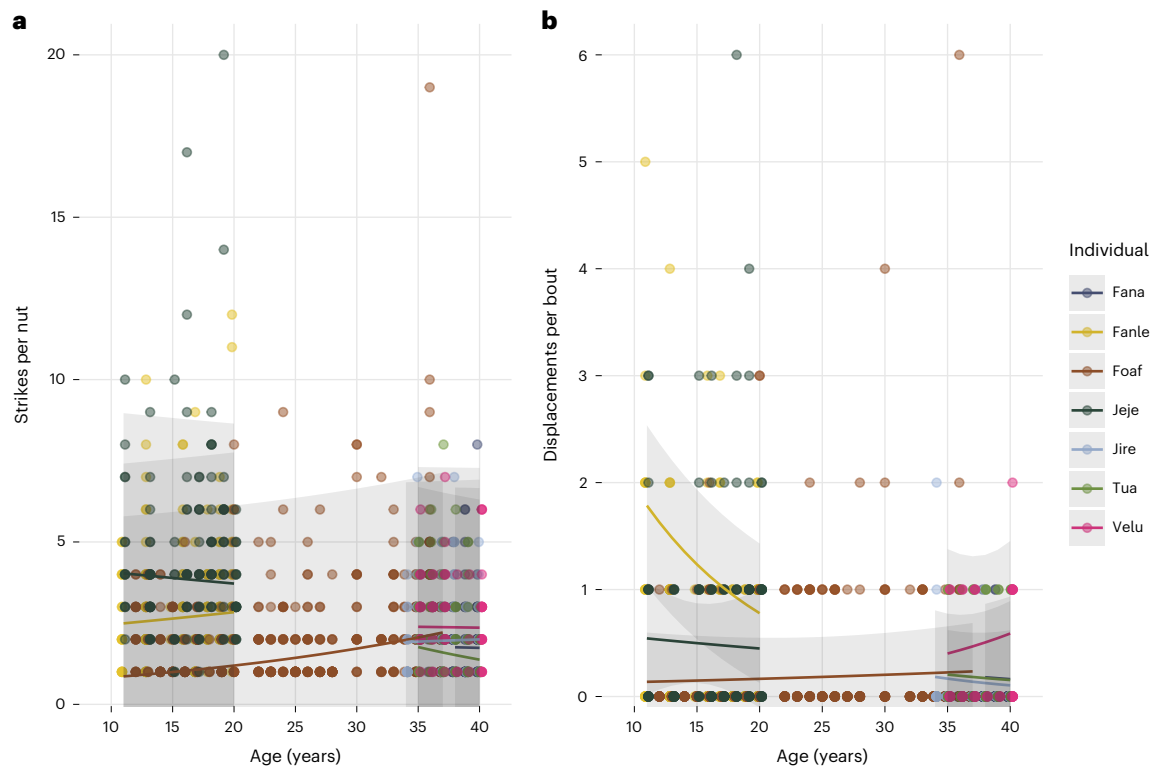 a
b
20
15
10
5
0
Strikes per nut
10 15 20 25 30 35 40
Age (years)
6
5
4
3
2
1
0
Displacements per bout
10 15 20 25 30 35 40
Age (years)
Individual
Fana
Fanle
Foaf
Jeje
Jire
Tua
Velu